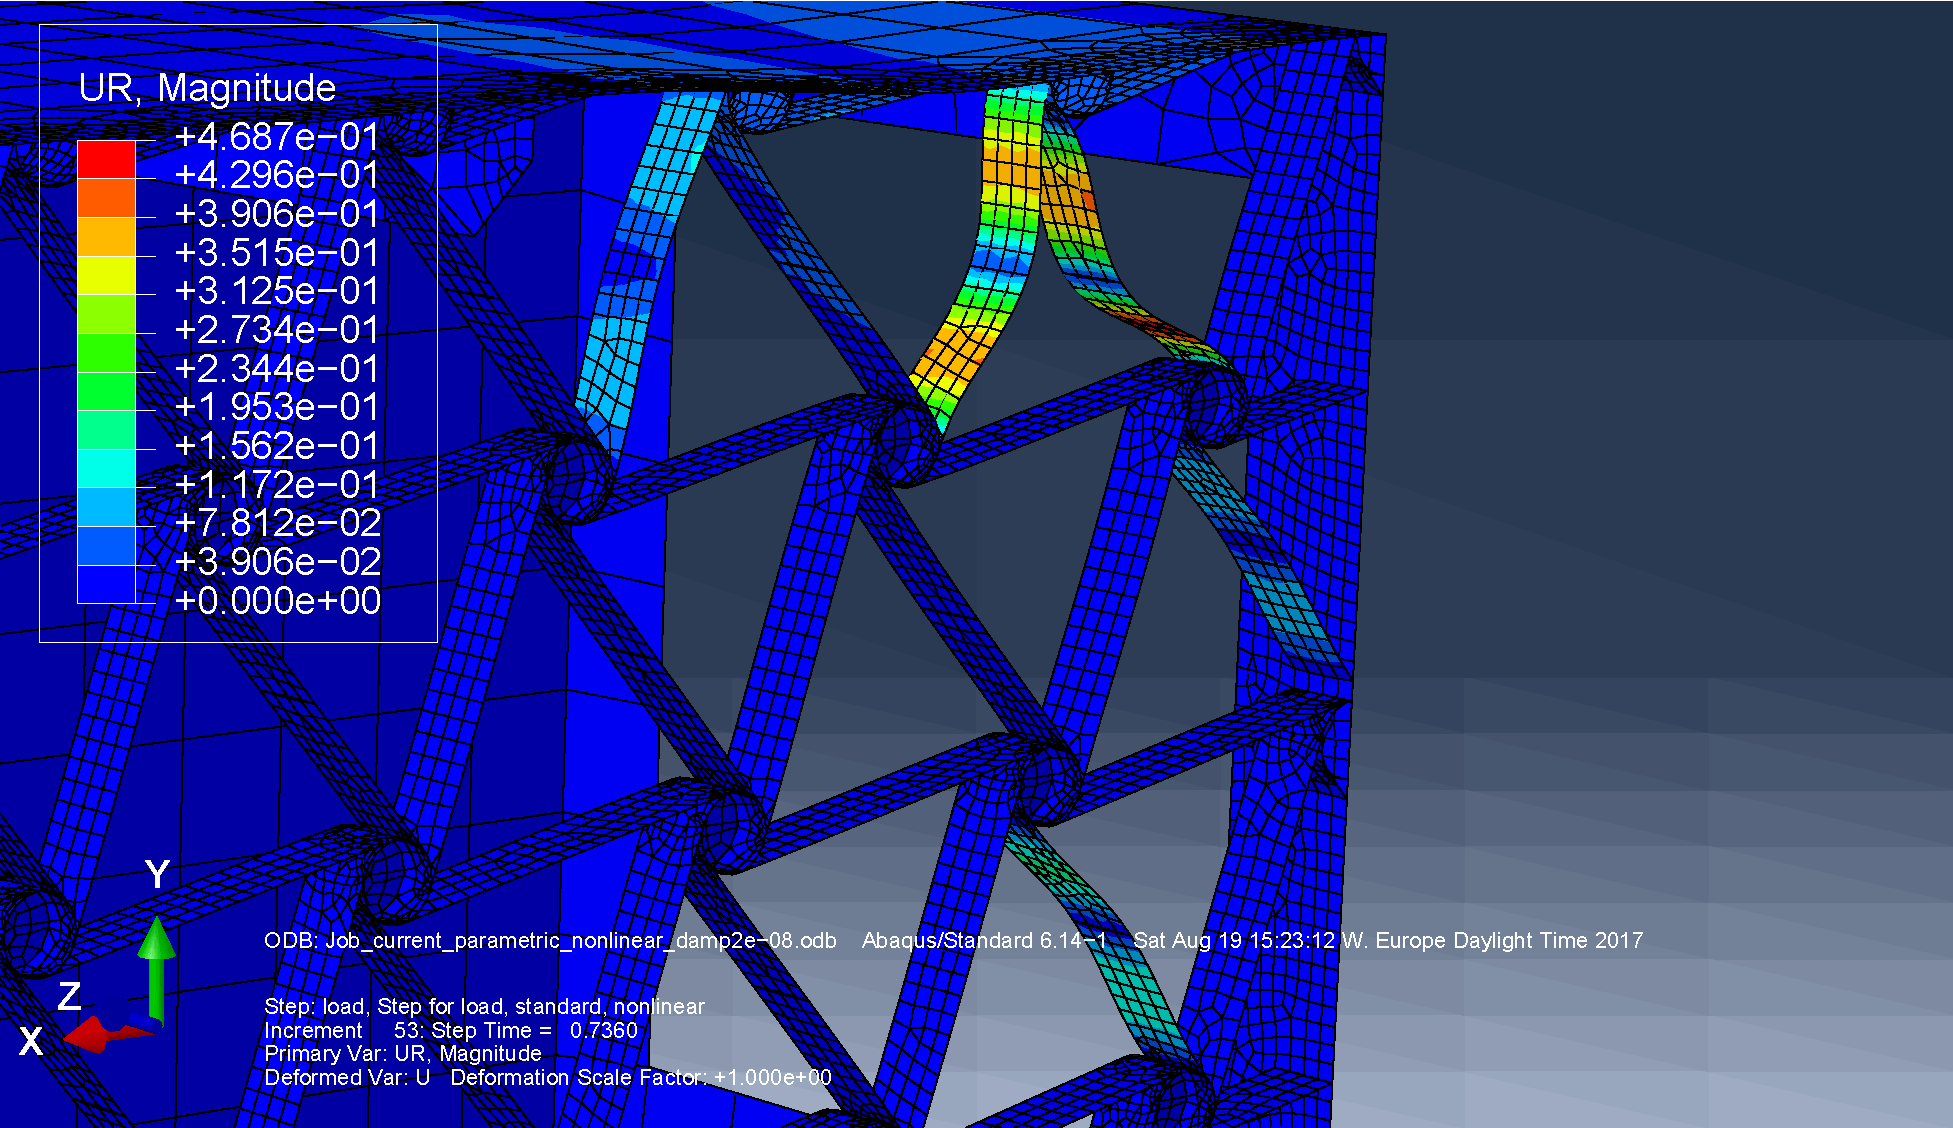 UR, Magnitude
+4.687e−01
+4.296e−01
+3.906e−01
+3.515e−01
+3.125e−01
+2.734e−01
+2.344e−01
+1.953e−01
+1.562e−01
+1.172e−01
+7.812e−02
+3.906e−02
+0.000e+00
Y
Z
X
ODB: Job_current_parametric_nonlinear_damp2e−08.odb Abaqus/Standard 6.14−1 Sat Aug 19 15:23:12 W. Europe Daylight Time 2017
Step: load, Step for load, standard, nonlinear
Increment 53: Step Time = 0.7360
Primary Var: UR, Magnitude
Deformed Var: U Deformation Scale Factor: +1.000e+00